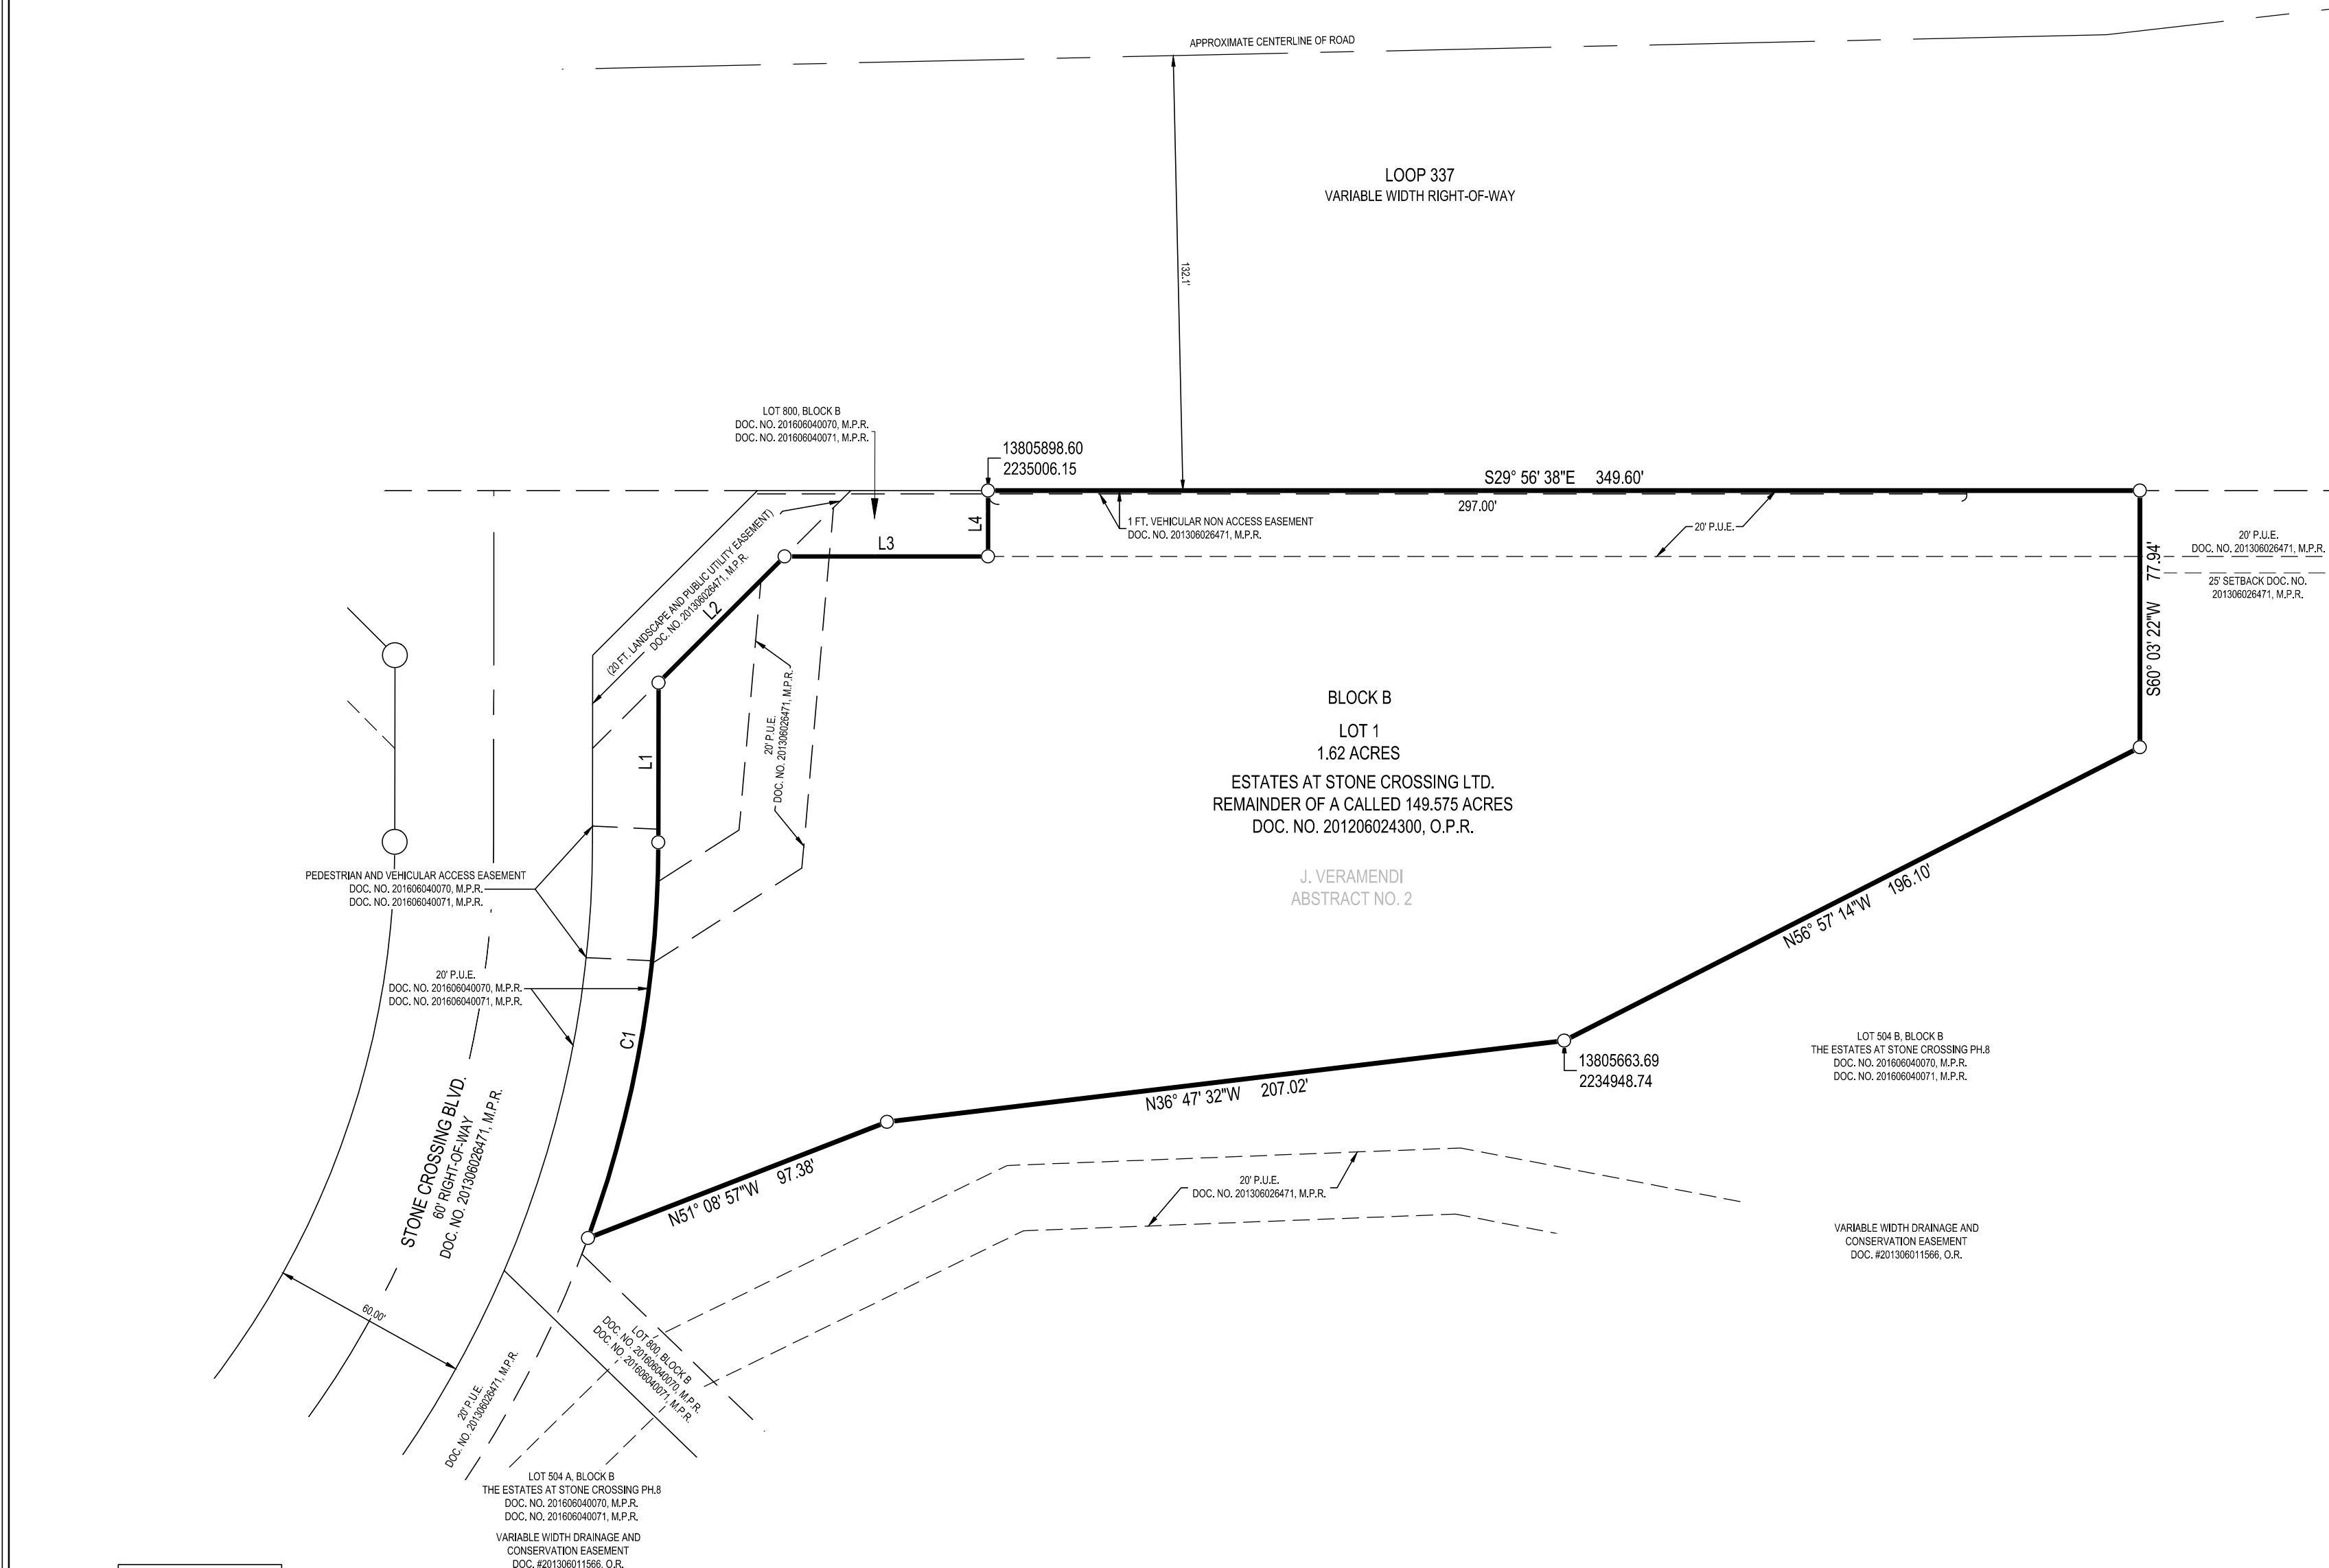 APPROXIMATE CENTERLINE OF ROAD
LOOP 337
VARIABLE WIDTH RIGHT-OF-WAY
132.1'
LOT 800, BLOCK B
DOC. NO. 201606040070, M.P.R.
DOC. NO. 201606040071, M.P.R.
13805898.60
2235006.15
S29° 56' 38"E 349.60'
297.00'
1 FT. VEHICULAR NON ACCESS EASEMENT
DOC. NO. 201306026471, M.P.R.
20' P.U.E.
L4
L3
20' P.U.E.
DOC. NO. 201306026471, M.P.R.
25' SETBACK DOC. NO.
201306026471, M.P.R.
S60° 03' 22"W 77.94'
(20 FT. LANDSCAPE AND PUBLIC UTILITY EASEMENT)
DOC. NO. 201306026471, M.P.R.
L2
20' P.U.E.
DOC. NO. 201306026471, M.P.R.
L1
BLOCK B
LOT 1
1.62 ACRES
ESTATES AT STONE CROSSING LTD.
REMAINDER OF A CALLED 149.575 ACRES
DOC. NO. 201206024300, O.P.R.
J. VERAMENDI
ABSTRACT NO. 2
PEDESTRIAN AND VEHICULAR ACCESS EASEMENT
DOC. NO. 201606040070, M.P.R.
DOC. NO. 201606040071, M.P.R.
N56° 57' 14"W 196.10'
20' P.U.E.
DOC. NO. 201606040070, M.P.R.
DOC. NO. 201606040071, M.P.R.
C1
13805663.69
2234948.74
LOT 504 B, BLOCK B
THE ESTATES AT STONE CROSSING PH.8
DOC. NO. 201606040070, M.P.R.
DOC. NO. 201606040071, M.P.R.
N36° 47' 32"W 207.02'
STONE CROSSING BLVD.
60' RIGHT-OF-WAY
DOC. NO. 201306026471, M.P.R.
N51° 08' 57"W 97.38'
20' P.U.E.
DOC. NO. 201306026471, M.P.R.
VARIABLE WIDTH DRAINAGE AND
CONSERVATION EASEMENT
DOC. #201306011566, O.R.
60.00'
LOT 800, BLOCK B
DOC. NO. 201606040070, M.P.R.
DOC. NO. 201606040071, M.P.R.
20' P.U.E.
DOC. NO. 201306026471, M.P.R.
LOT 504 A, BLOCK B
THE ESTATES AT STONE CROSSING PH.8
DOC. NO. 201606040070, M.P.R.
DOC. NO. 201606040071, M.P.R.
VARIABLE WIDTH DRAINAGE AND
CONSERVATION EASEMENT
DOC. #201306011566, O.R.